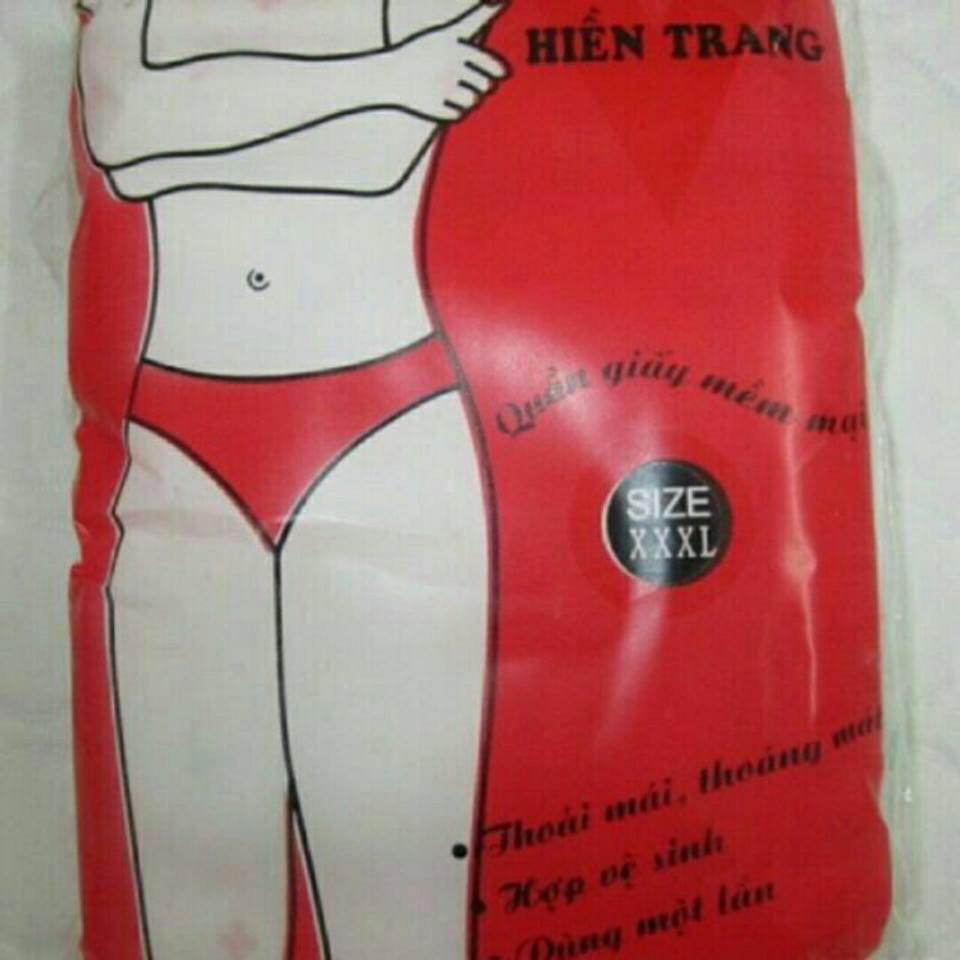 HIỀN TRANG
Quần giấy mềm mại
SIZE
XXXL
Thoải mái, thoáng mát
Hợp vệ sinh
Dùng một lần